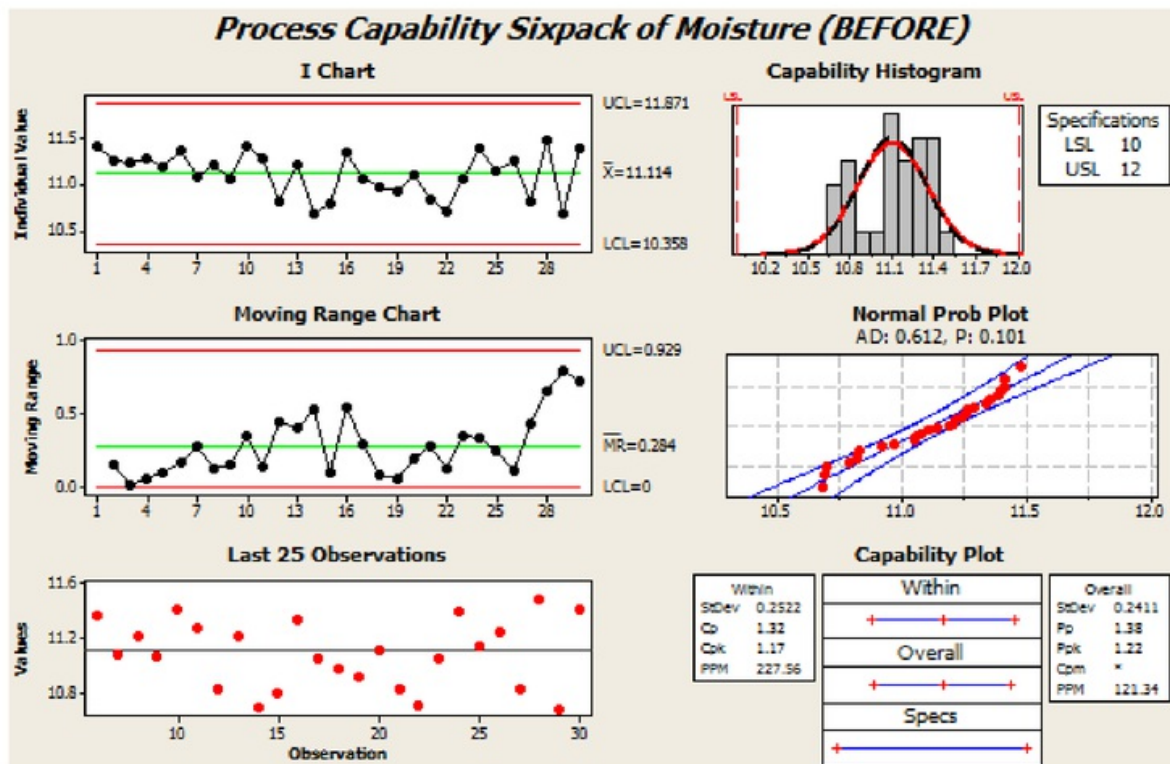 Process Capability Sixpack of Moisture (BEFORE)
I Chart
Individual Value
11.5
11.0
10.5
1 4 7 10 13 16 19 22 25 28
UCL=11.871
X=11.114
LCL=10.358
Capability Histogram
LSL USL
10.2 10.5 10.8 11.1 11.4 11.7 12.0
Specifications
LSL 10
USL 12
Moving Range Chart
Moving Range
1.0
0.5
0.0
1 4 7 10 13 16 19 22 25 28
UCL=0.929
MR=0.284
LCL=0
Normal Prob Plot
AD: 0.612, P: 0.101
10.5 11.0 11.5 12.0
Last 25 Observations
Values
11.6
11.2
10.8
10 15 20 25 30
Observation
Capability Plot
Within
StDev 0.2522
Cp 1.32
Cpk 1.17
PPM 227.56
Within
Overall
Specs
Overall
StDev 0.2411
Pp 1.38
Ppk 1.22
Cpm *
PPM 121.34